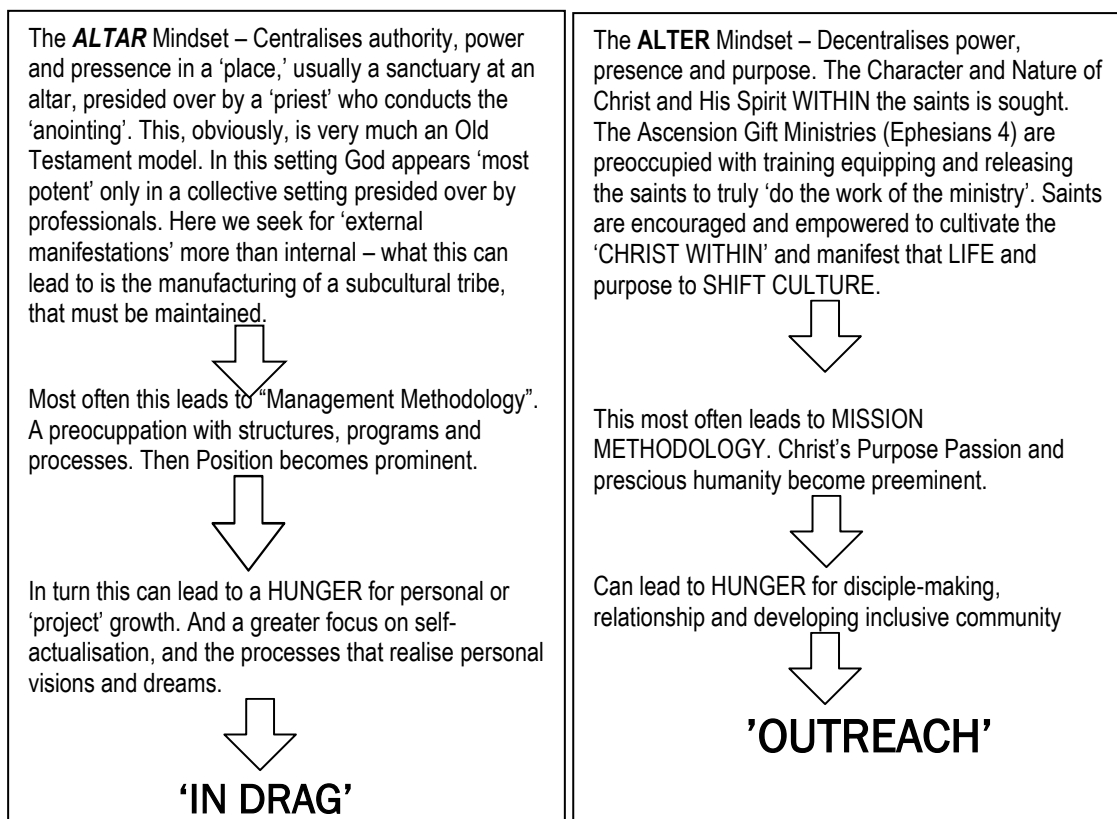 The ALTAR Mindset – Centralises authority, power
and pressence in a ‘place,’ usually a sanctuary at an
altar, presided over by a ‘priest’ who conducts the
‘anointing’. This, obviously, is very much an Old
Testament model. In this setting God appears ‘most
potent’ only in a collective setting presided over by
professionals. Here we seek for ‘external
manifestations’ more than internal – what this can
lead to is the manufacturing of a subcultural tribe,
that must be maintained.
Most often this leads to “Management Methodology”.
A preocuppation with structures, programs and
processes. Then Position becomes prominent.
In turn this can lead to a HUNGER for personal or
‘project’ growth. And a greater focus on self-
actualisation, and the processes that realise personal
visions and dreams.
‘IN DRAG’
The ALTER Mindset – Decentralises power,
presence and purpose. The Character and Nature of
Christ and His Spirit WITHIN the saints is sought.
The Ascension Gift Ministries (Ephesians 4) are
preoccupied with training equipping and releasing
the saints to truly ‘do the work of the ministry’. Saints
are encouraged and empowered to cultivate the
‘CHRIST WITHIN’ and manifest that LIFE and
purpose to SHIFT CULTURE.
This most often leads to MISSION
METHODOLOGY. Christ’s Purpose Passion and
prescious humanity become preeminent.
Can lead to HUNGER for disciple-making,
relationship and developing inclusive community
’OUTREACH’